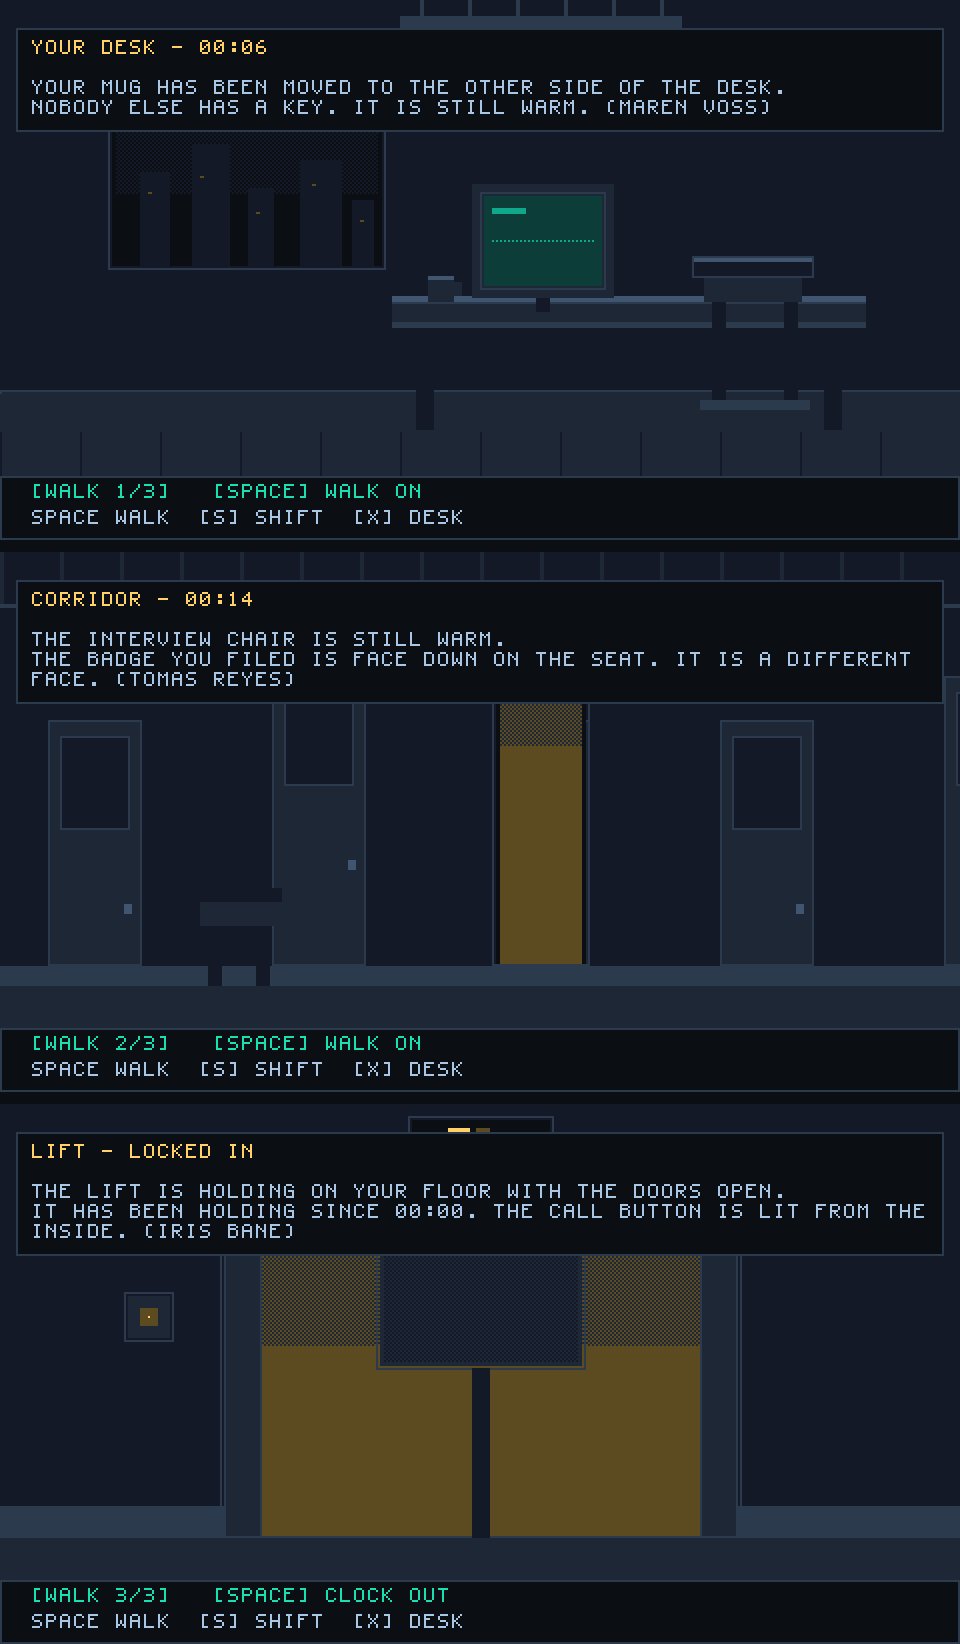 YOUR DESK - 00:06
YOUR MUG HAS BEEN MOVED TO THE OTHER SIDE OF THE DESK.
NOBODY ELSE HAS A KEY. IT IS STILL WARM. (MAREN VOSS)
[WALK 1/3] [SPACE] WALK ON
SPACE WALK [S] SHIFT [X] DESK
CORRIDOR - 00:14
THE INTERVIEW CHAIR IS STILL WARM.
THE BADGE YOU FILED IS FACE DOWN ON THE SEAT. IT IS A DIFFERENT
FACE. (TOMAS REYES)
[WALK 2/3] [SPACE] WALK ON
SPACE WALK [S] SHIFT [X] DESK
LIFT - LOCKED IN
THE LIFT IS HOLDING ON YOUR FLOOR WITH THE DOORS OPEN.
IT HAS BEEN HOLDING SINCE 00:00. THE CALL BUTTON IS LIT FROM THE
INSIDE. (IRIS BANE)
[WALK 3/3] [SPACE] CLOCK OUT
SPACE WALK [S] SHIFT [X] DESK